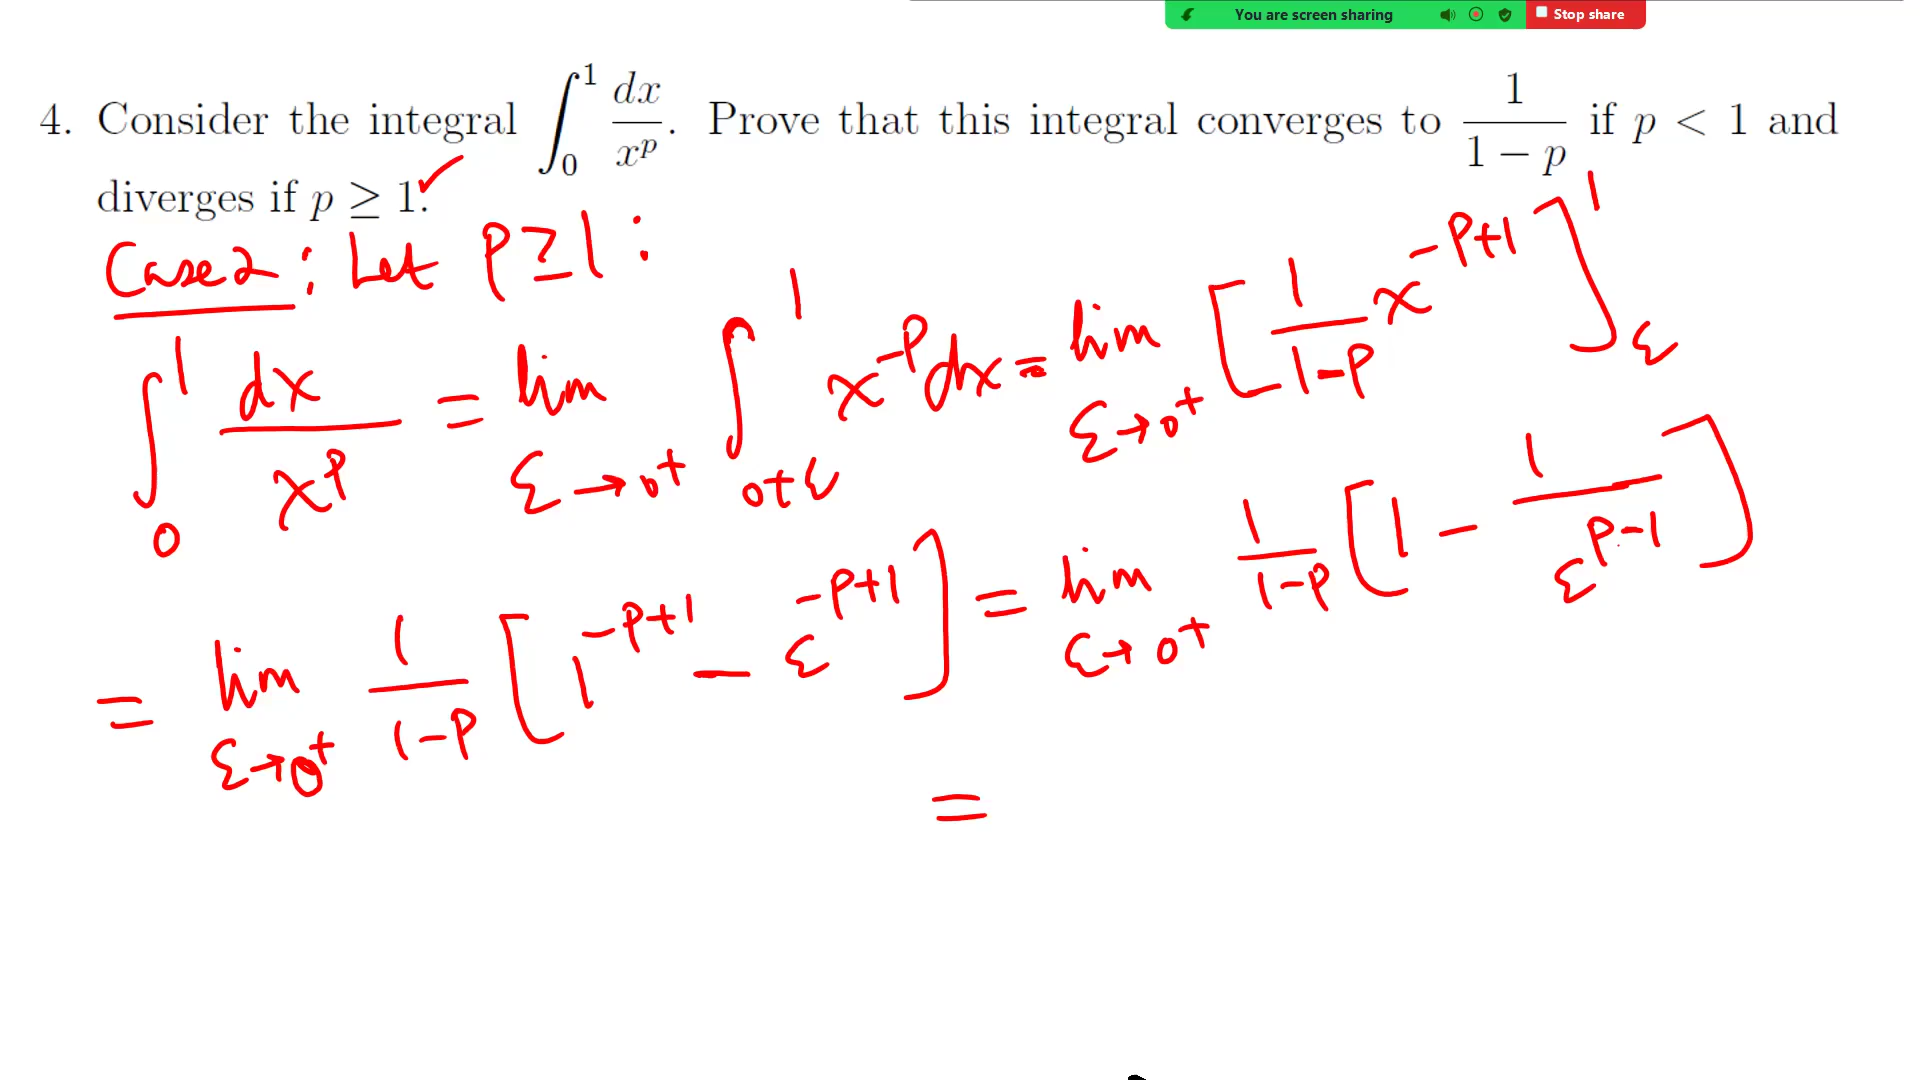 You are screen sharing Stop share
4. Consider the integral ∫₀¹ dx/x^p. Prove that this integral converges to 1/(1 − p) if p < 1 and
diverges if p ≥ 1.
Case 2: Let p ≥ 1:
∫₀¹ dx/x^p = lim_{ε→0⁺} ∫_{0+ε}^1 x^{-p} dx = lim_{ε→0⁺} [1/(1-p) x^{-p+1}]_ε^1
= lim_{ε→0⁺} 1/(1-p) [1^{-p+1} - ε^{-p+1}] = lim_{ε→0⁺} 1/(1-p) [1 - 1/ε^{p-1}]
=